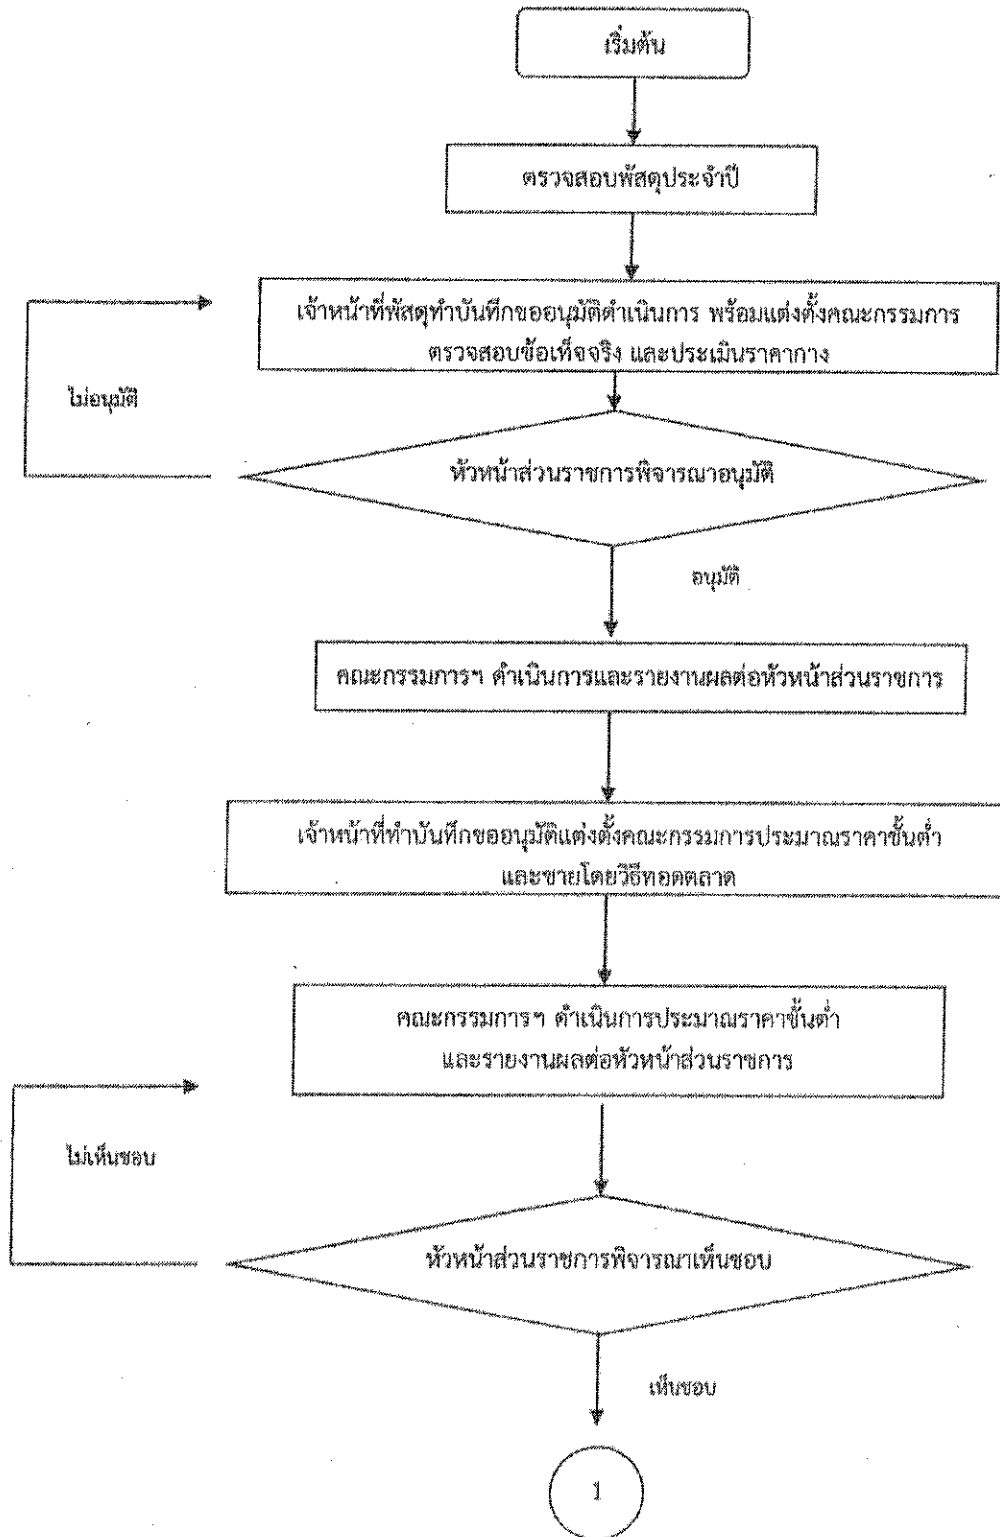 เริ่มต้น
ตรวจสอบพัสดุประจำปี
เจ้าหน้าที่พัสดุทำบันทึกขออนุมัติดำเนินการ พร้อมแต่งตั้งคณะกรรมการ
ตรวจสอบข้อเท็จจริง และประเมินราคากลาง
ไม่อนุมัติ
หัวหน้าส่วนราชการพิจารณาอนุมัติ
อนุมัติ
คณะกรรมการฯ ดำเนินการและรายงานผลต่อหัวหน้าส่วนราชการ
เจ้าหน้าที่ทำบันทึกขออนุมัติแต่งตั้งคณะกรรมการประมาณราคาขั้นต่ำ
และขายโดยวิธีทอดตลาด
คณะกรรมการฯ ดำเนินการประมาณราคาขั้นต่ำ
และรายงานผลต่อหัวหน้าส่วนราชการ
ไม่เห็นชอบ
หัวหน้าส่วนราชการพิจารณาเห็นชอบ
เห็นชอบ
1